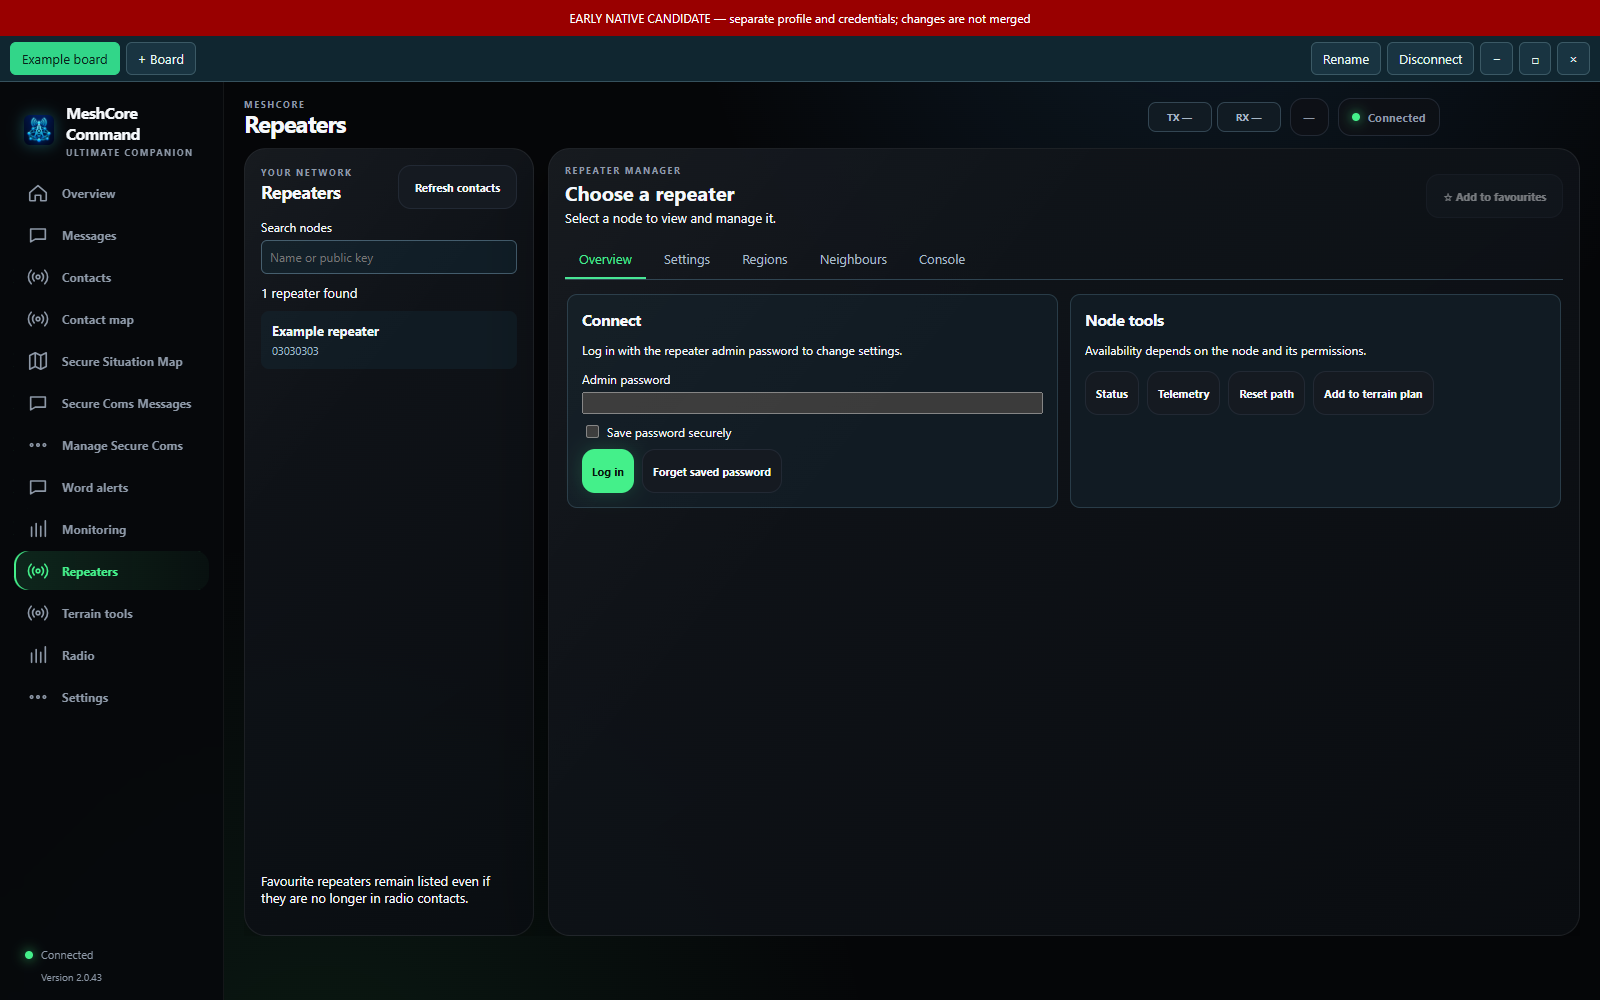 EARLY NATIVE CANDIDATE — separate profile and credentials; changes are not merged
Example board
+ Board
Rename
Disconnect
MeshCore
Command
ULTIMATE COMPANION
Overview
Messages
Contacts
Contact map
Secure Situation Map
Secure Coms Messages
Manage Secure Coms
Word alerts
Monitoring
Repeaters
Terrain tools
Radio
Settings
Connected
Version 2.0.43
MESHCORE
Repeaters
TX —
RX —
—
Connected
YOUR NETWORK
Repeaters
Refresh contacts
Search nodes
Name or public key
1 repeater found
Example repeater
03030303
Favourite repeaters remain listed even if
they are no longer in radio contacts.
REPEATER MANAGER
Choose a repeater
Select a node to view and manage it.
☆ Add to favourites
Overview
Settings
Regions
Neighbours
Console
Connect
Log in with the repeater admin password to change settings.
Admin password
Save password securely
Log in
Forget saved password
Node tools
Availability depends on the node and its permissions.
Status
Telemetry
Reset path
Add to terrain plan